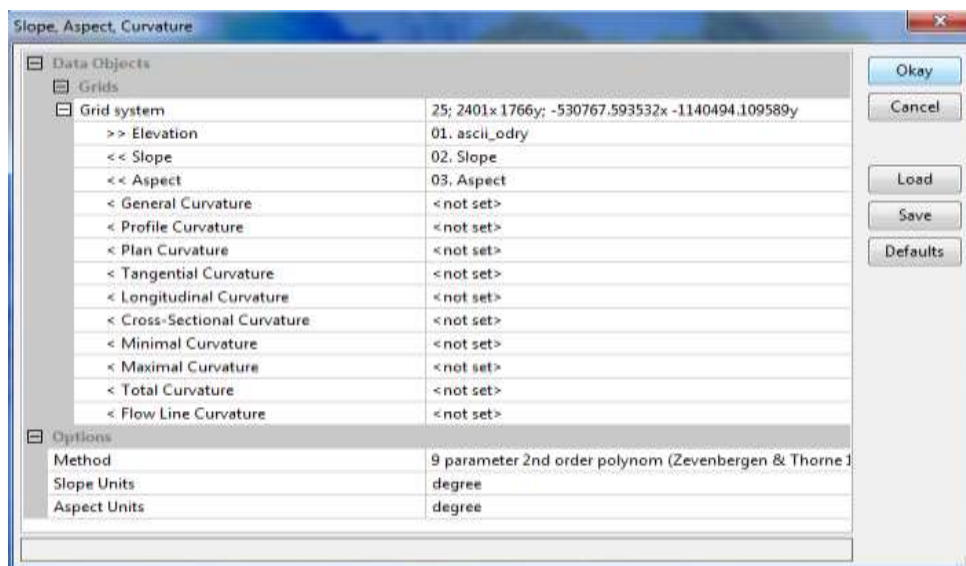 Slope, Aspect, Curvature
Data Objects
Grids
Grid system 25; 2401x 1766y; -530767.593532x -1140494.109589y
>> Elevation 01. ascii_odry
<< Slope 02. Slope
<< Aspect 03. Aspect
< General Curvature <not set>
< Profile Curvature <not set>
< Plan Curvature <not set>
< Tangential Curvature <not set>
< Longitudinal Curvature <not set>
< Cross-Sectional Curvature <not set>
< Minimal Curvature <not set>
< Maximal Curvature <not set>
< Total Curvature <not set>
< Flow Line Curvature <not set>
Options
Method 9 parameter 2nd order polynom (Zevenbergen & Thorne 1
Slope Units degree
Aspect Units degree
Okay
Cancel
Load
Save
Defaults